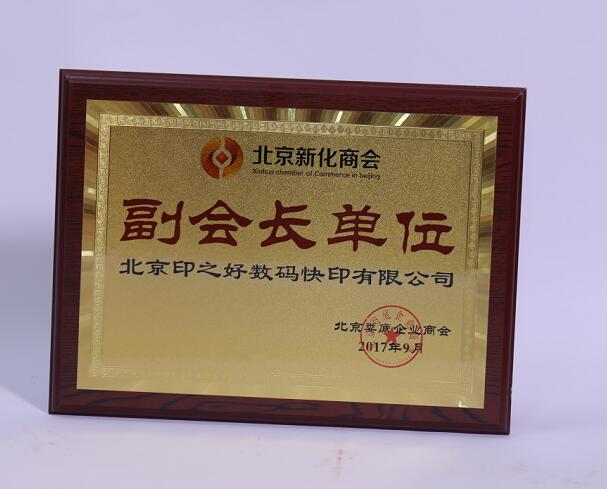 北京新化商会
Xinhua chamber of Commerce in beijing
副会长单位
北京印之好数码快印有限公司
北京娄底企业商会
2017年9月